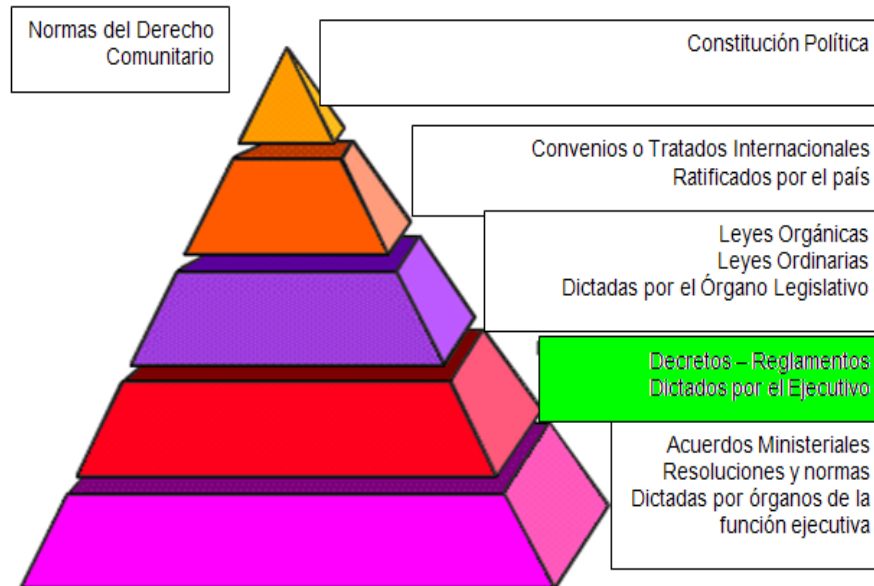 Normas del Derecho
Comunitario
Constitución Política
Convenios o Tratados Internacionales
Ratificados por el país
Leyes Orgánicas
Leyes Ordinarias
Dictadas por el Órgano Legislativo
Decretos – Reglamentos
Dictados por el Ejecutivo
Acuerdos Ministeriales
Resoluciones y normas
Dictadas por órganos de la
función ejecutiva